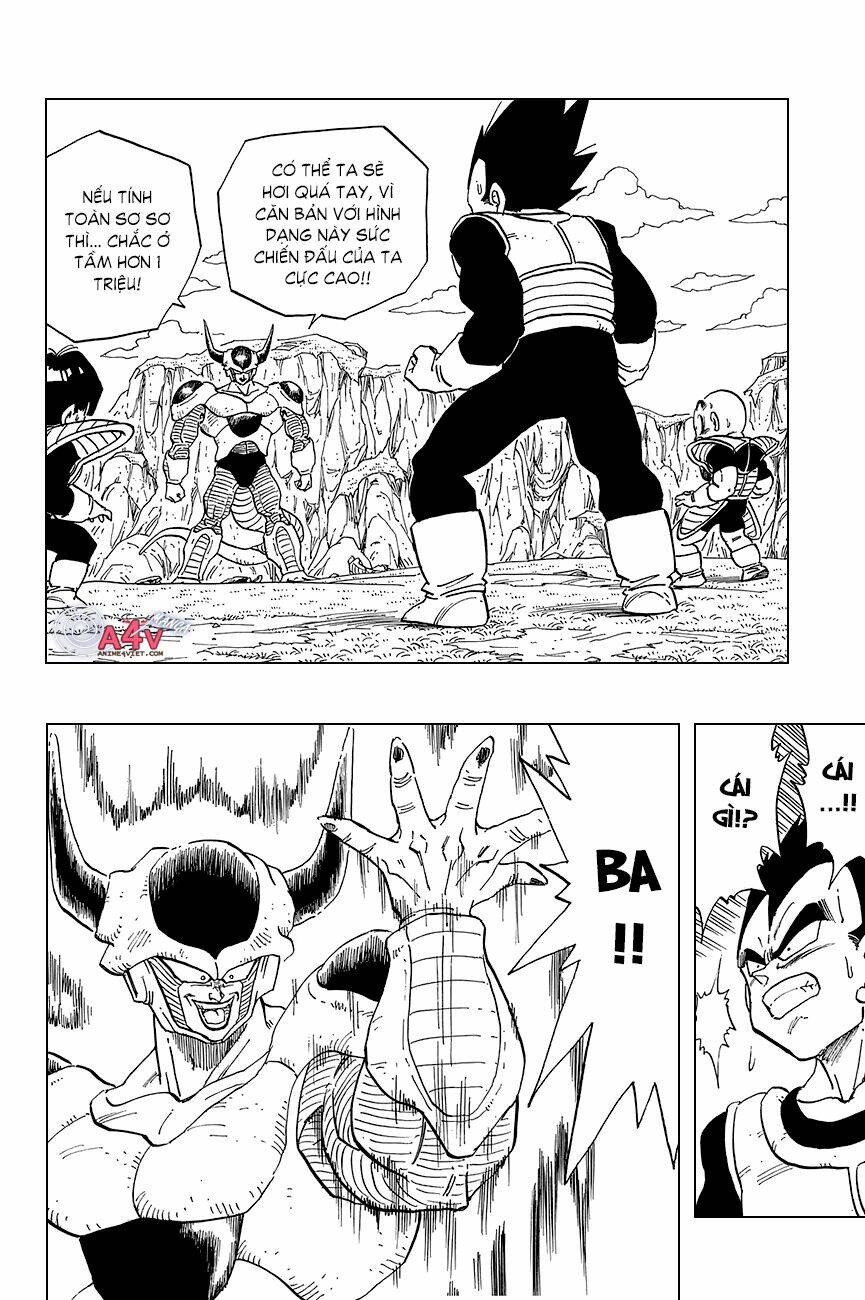 CÓ THỂ TA SẼ
HƠI QUÁ TAY, VÌ
CĂN BẢN VỚI HÌNH
DẠNG NÀY SỨC
CHIẾN ĐẤU CỦA TA
CỰC CAO!!
NẾU TÍNH
TOÀN SƠ SƠ
THÌ... CHẮC Ở
TẦM HƠN 1
TRIỆU!
A4V
ANIME4VIET.COM
CÁI
...!!
CÁI
GÌ!?
BA
!!